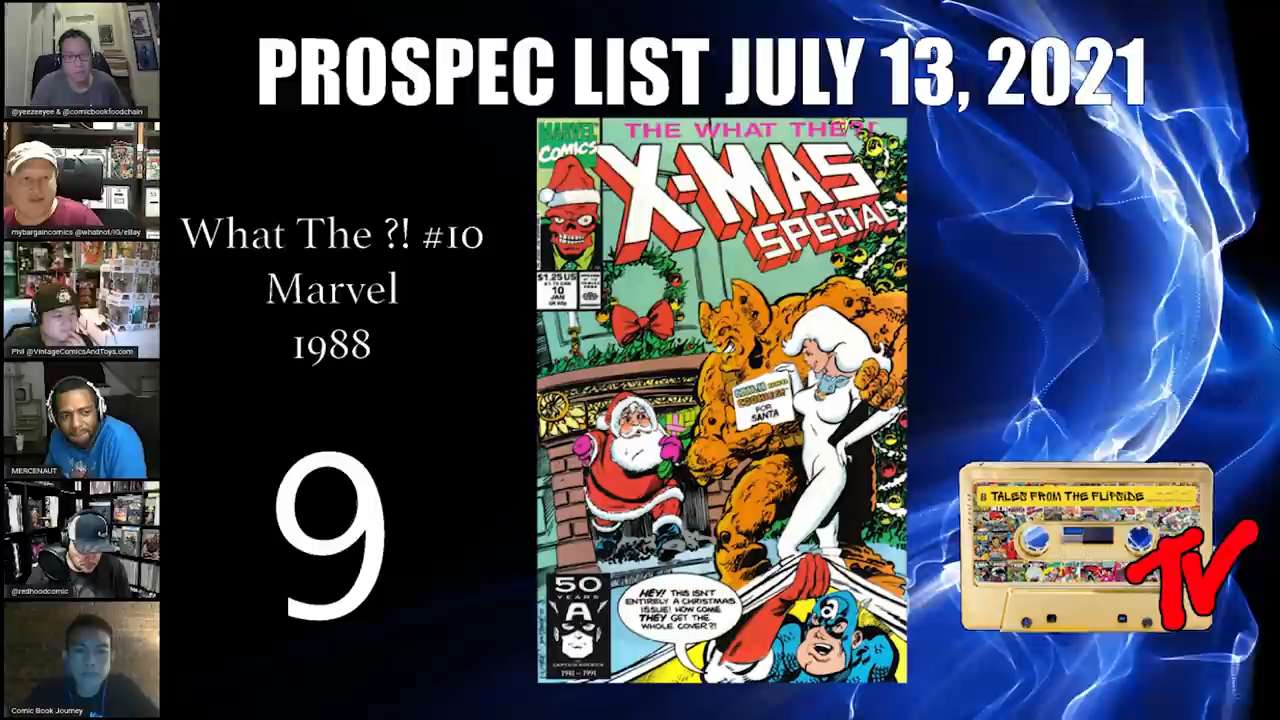 PROSPEC LIST JULY 13, 2021
@yeezeeyee & @comicbookfoodchain
mybargaincomics @whatnot/IG/eBay
Phil @VintageComicsAndToys.com
MERCENAUT
@redhoodcomic
Comic Book Journey
What The ?! #10
Marvel
1988
9
MARVEL
COMICS
THE WHAT THE?!
X-MAS
SPECIAL
$1.25 US
10
JAN
COOKIES!
FOR
SANTA
50
YEARS
A
CAPTAIN AMERICA
1941-1991
HEY! THIS ISN'T
ENTIRELY A CHRISTMAS
ISSUE! HOW COME
THEY GET THE
WHOLE COVER?!
A
B TALES FROM THE FLIPSIDE
TV